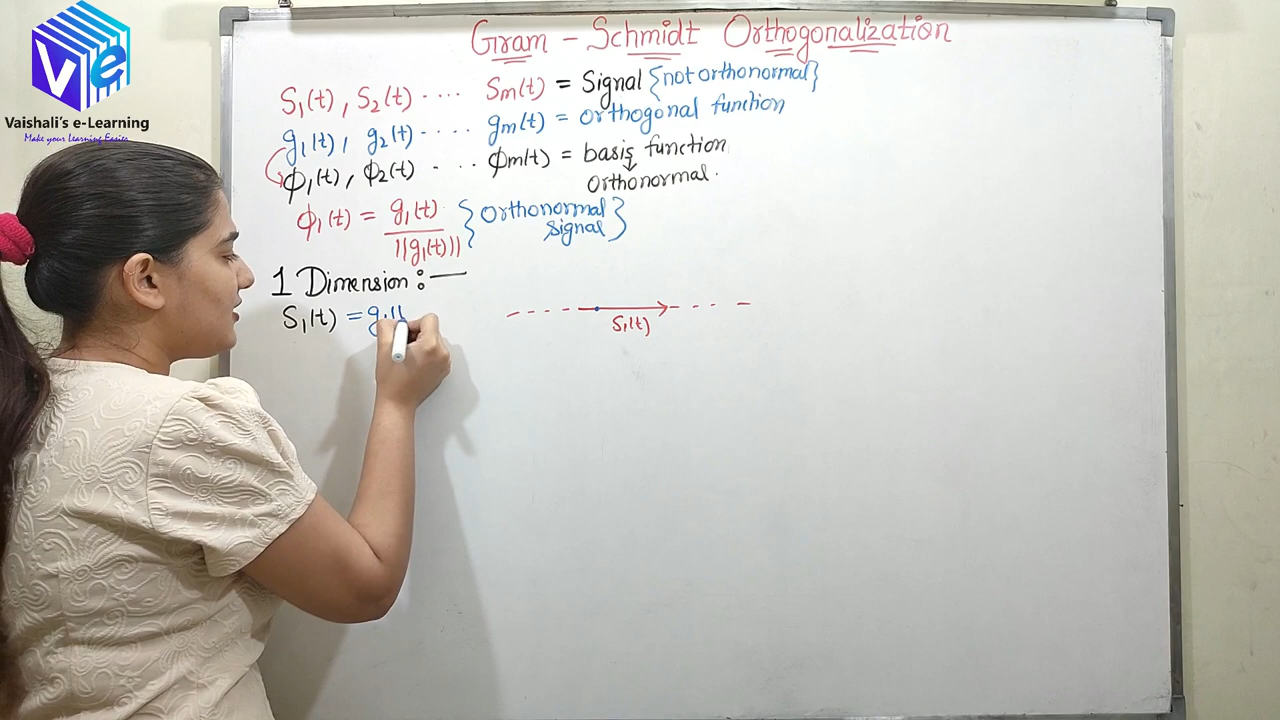 Ve
Vaishali's e-Learning
Make your Learning Easier
Gram - Schmidt Orthogonalization
S₁(t), S₂(t) .... Sm(t) = Signal {not orthonormal}
g₁(t), g₂(t) .... gm(t) = orthogonal function
ϕ₁(t), ϕ₂(t) . ... ϕm(t) = basis function
Orthonormal.
ϕ₁(t) = g₁(t) / ||g₁(t)|| {Orthonormal signal}
1 Dimension :—
S₁(t) = g₁(t
S₁(t)